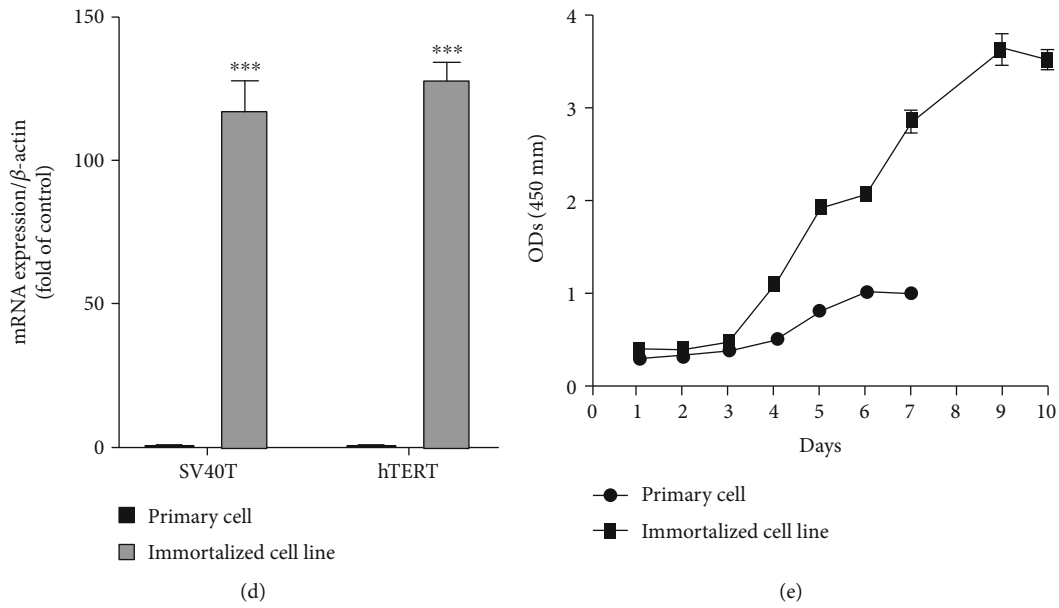 150
100
50
0
mRNA expression/β-actin
(fold of control)
***
***
SV40T
hTERT
Primary cell
Immortalized cell line
(d)
4
3
2
1
0
ODs (450 mm)
0 1 2 3 4 5 6 7 8 9 10
Days
Primary cell
Immortalized cell line
(e)